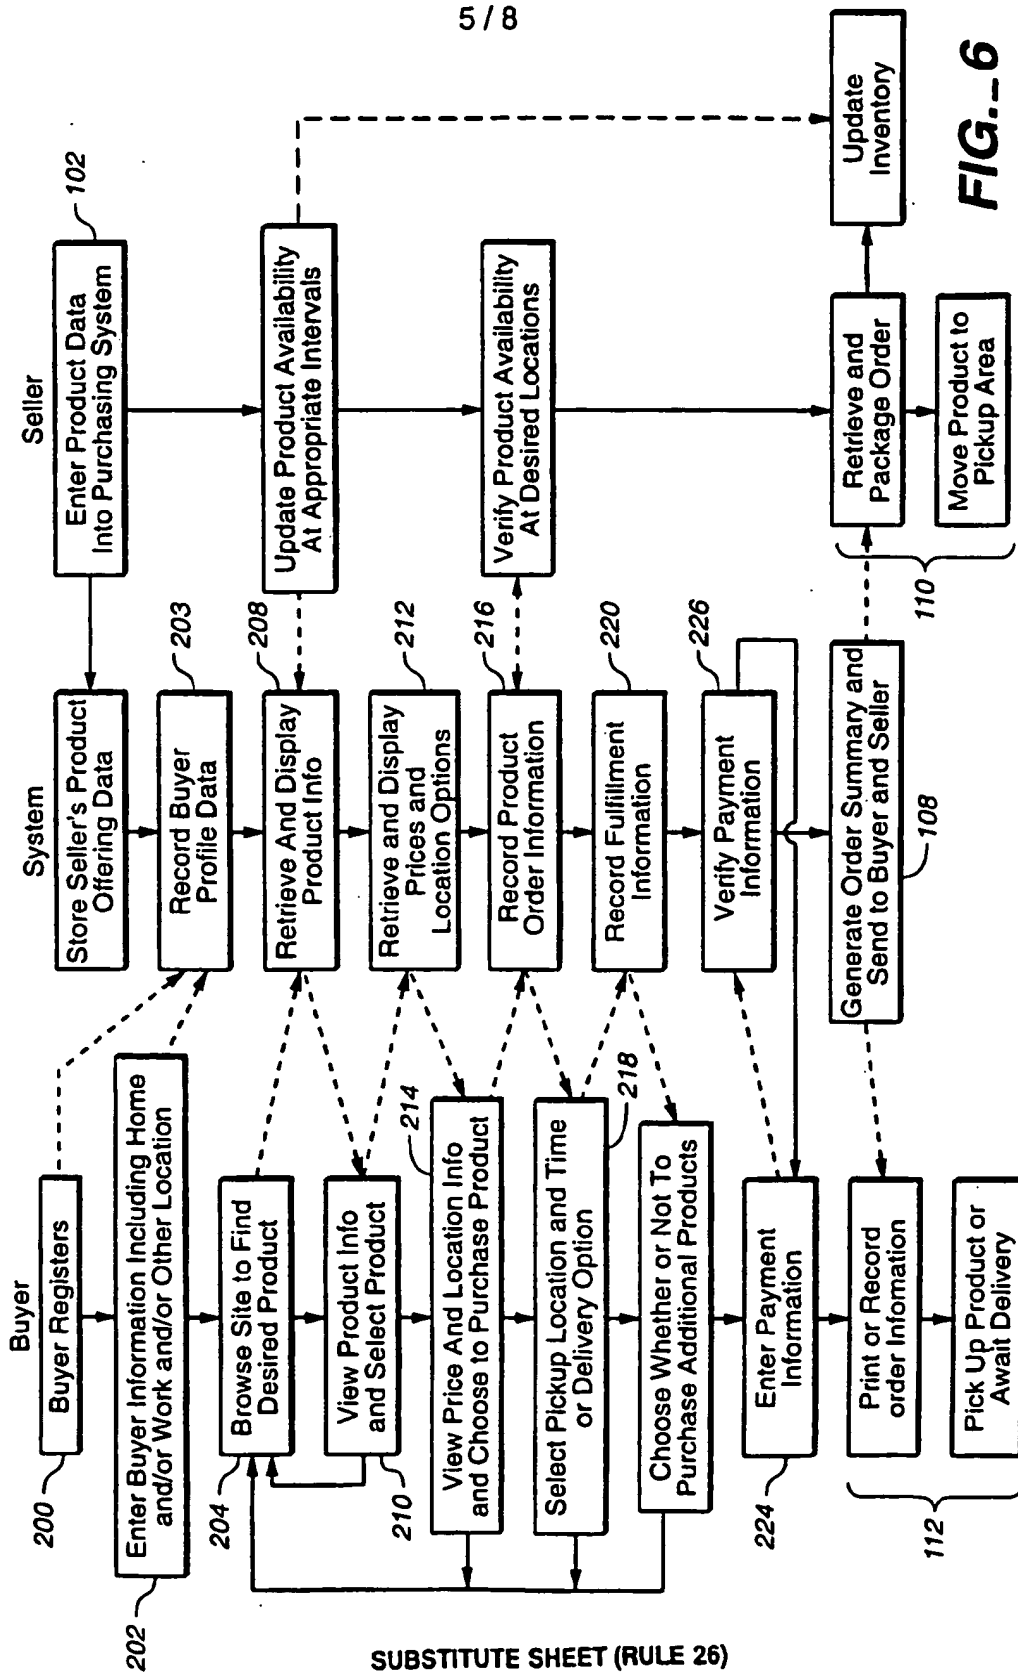 5 / 8
Buyer
System
Seller
200
Buyer Registers
202
Enter Buyer Information Including Home
and/or Work and/or Other Location
204
Browse Site to Find
Desired Product
210
View Product Info
and Select Product
214
View Price And Location Info
and Choose to Purchase Product
218
Select Pickup Location and Time
or Delivery Option
Choose Whether or Not To
Purchase Additional Products
224
Enter Payment
Information
112
Print or Record
order Infomation
Pick Up Product or
Await Delivery
Store Seller's Product
Offering Data
203
Record Buyer
Profile Data
208
Retrieve And Display
Product Info
212
Retrieve and Display
Prices and
Location Options
216
Record Product
Order Information
220
Record Fulfillment
Information
226
Verify Payment
Information
Generate Order Summary and
Send to Buyer and Seller
108
102
Enter Product Data
Into Purchasing System
Update Product Availability
At Appropriate Intervals
Verify Product Availability
At Desired Locations
110
Retrieve and
Package Order
Move Product to
Pickup Area
Update
Inventory
FIG._6
SUBSTITUTE SHEET (RULE 26)